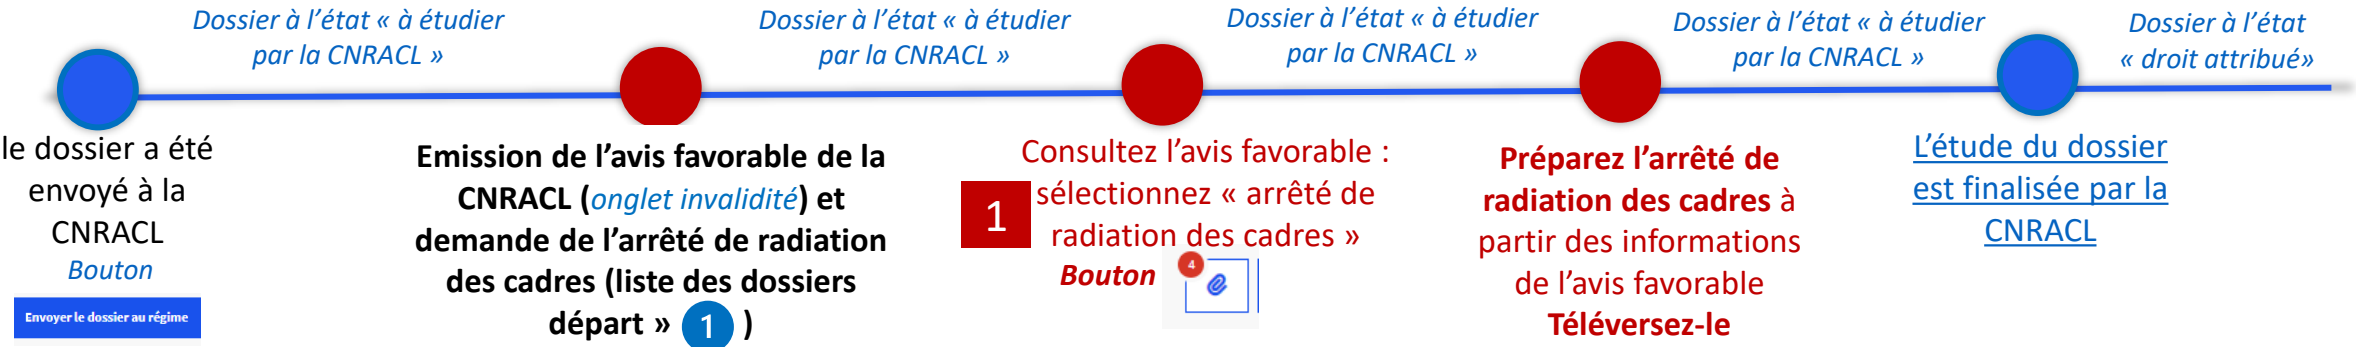 Dossier à l’état « à étudier
par la CNRACL »
Dossier à l’état « à étudier
par la CNRACL »
Dossier à l’état « à étudier
par la CNRACL »
Dossier à l’état « à étudier
par la CNRACL »
Dossier à l’état
« droit attribué»
le dossier a été
envoyé à la
CNRACL
Bouton
Envoyer le dossier au régime
Emission de l’avis favorable de la
CNRACL (onglet invalidité) et
demande de l’arrêté de radiation
des cadres (liste des dossiers
départ » 1 )
1
Consultez l’avis favorable :
sélectionnez « arrêté de
radiation des cadres »
Bouton 4
Préparez l’arrêté de
radiation des cadres à
partir des informations
de l’avis favorable
Téléversez-le
L’étude du dossier
est finalisée par la
CNRACL